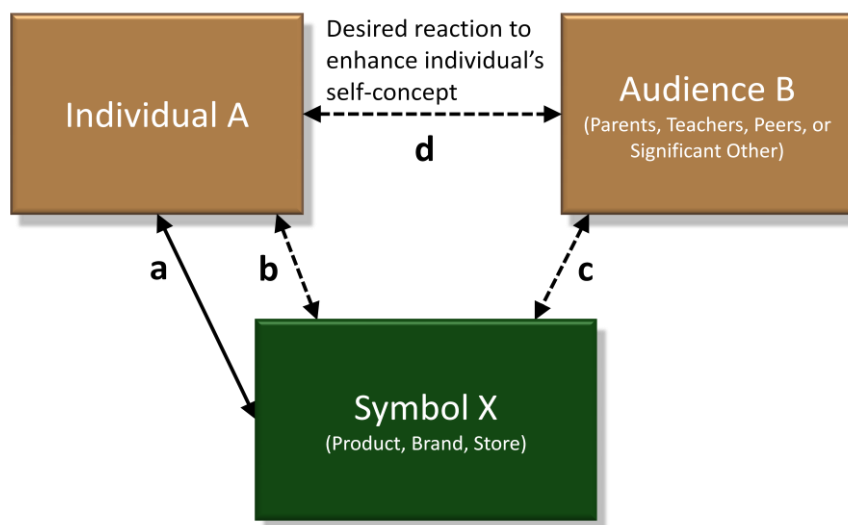 Individual A
Desired reaction to
enhance individual's
self-concept
d
Audience B
(Parents, Teachers, Peers, or
Significant Other)
a
b
c
Symbol X
(Product, Brand, Store)